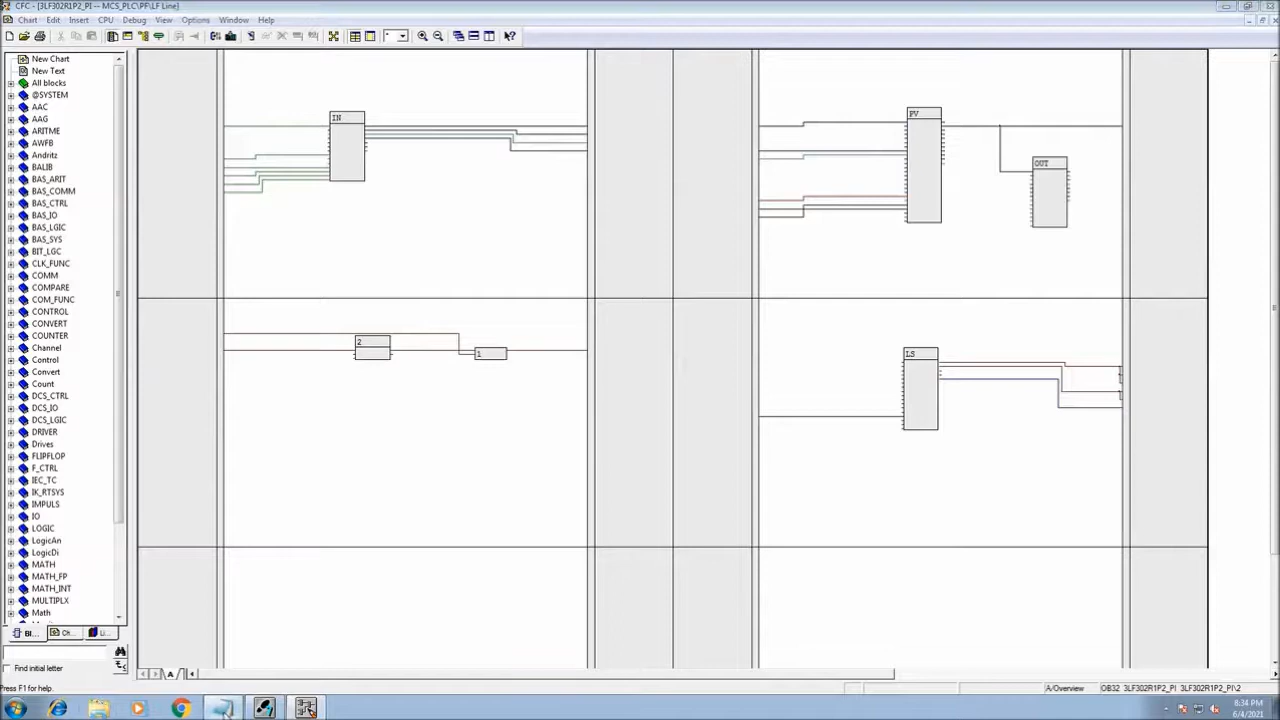 CFC - [3LF302R1P2_PI -- MCS_PLC\PF\LF Line]
Chart Edit Insert CPU Debug View Options Window Help
New Chart
New Text
All blocks
@SYSTEM
AAC
AAG
ARITME
AWFB
Andritz
BALIB
BAS_ARIT
BAS_COMM
BAS_CTRL
BAS_IO
BAS_LGIC
BAS_SYS
BIT_LGC
CLK_FUNC
COMM
COMPARE
COM_FUNC
CONTROL
CONVERT
COUNTER
Channel
Control
Convert
Count
DCS_CTRL
DCS_IO
DCS_LGIC
DRIVER
Drives
FLIPFLOP
F_CTRL
IEC_TC
IK_RTSYS
IMPULS
IO
LOGIC
LogicAn
LogicDi
MATH
MATH_FP
MATH_INT
MULTIPLX
Math
Bl... Ch... Li...
Find initial letter
IN
PV
OUT
2
1
LS
A
Press F1 for help.
A/Overview
OB32 3LF302R1P2_PI 3LF302R1P2_PI\2
8:34 PM
6/4/2021